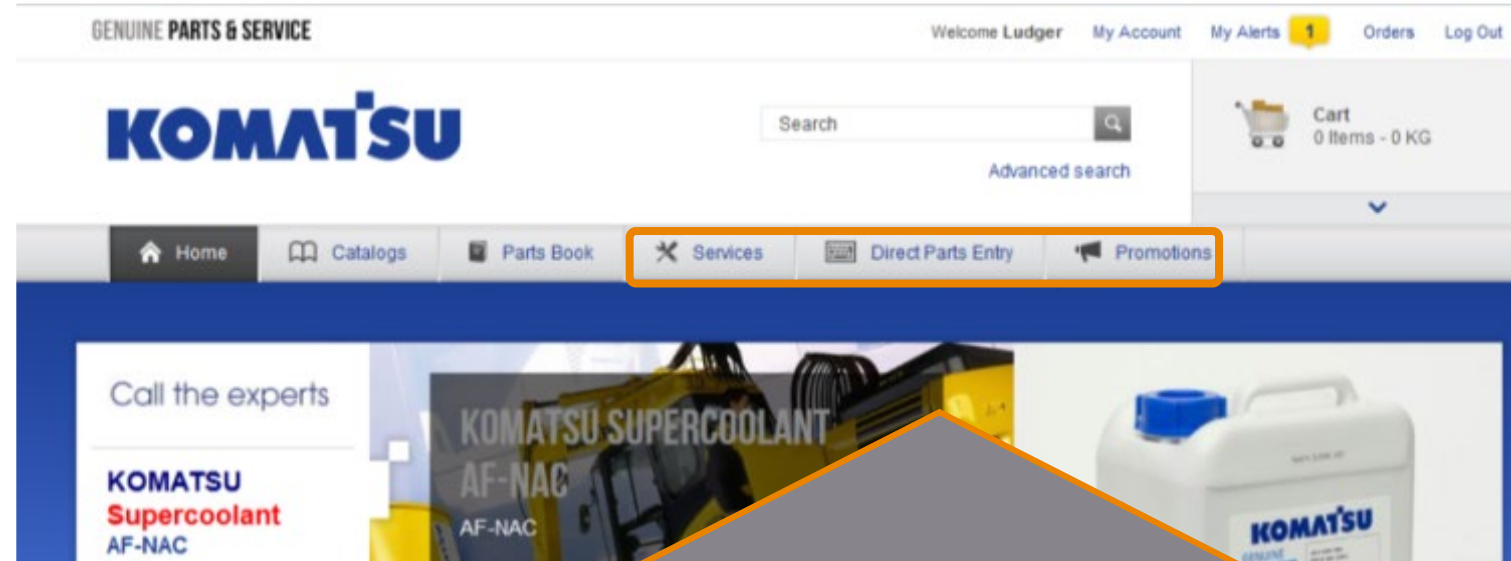 GENUINE PARTS & SERVICE
Welcome Ludger My Account My Alerts 1 Orders Log Out
KOMATSU
Search
Advanced search
Cart
0 Items - 0 KG
Home Catalogs Parts Book Services Direct Parts Entry Promotions
Call the experts
KOMATSU
Supercoolant
AF-NAC
KOMATSU SUPERCOOLANT
AF-NAC
AF-NAC
KOMATSU
GENUINE